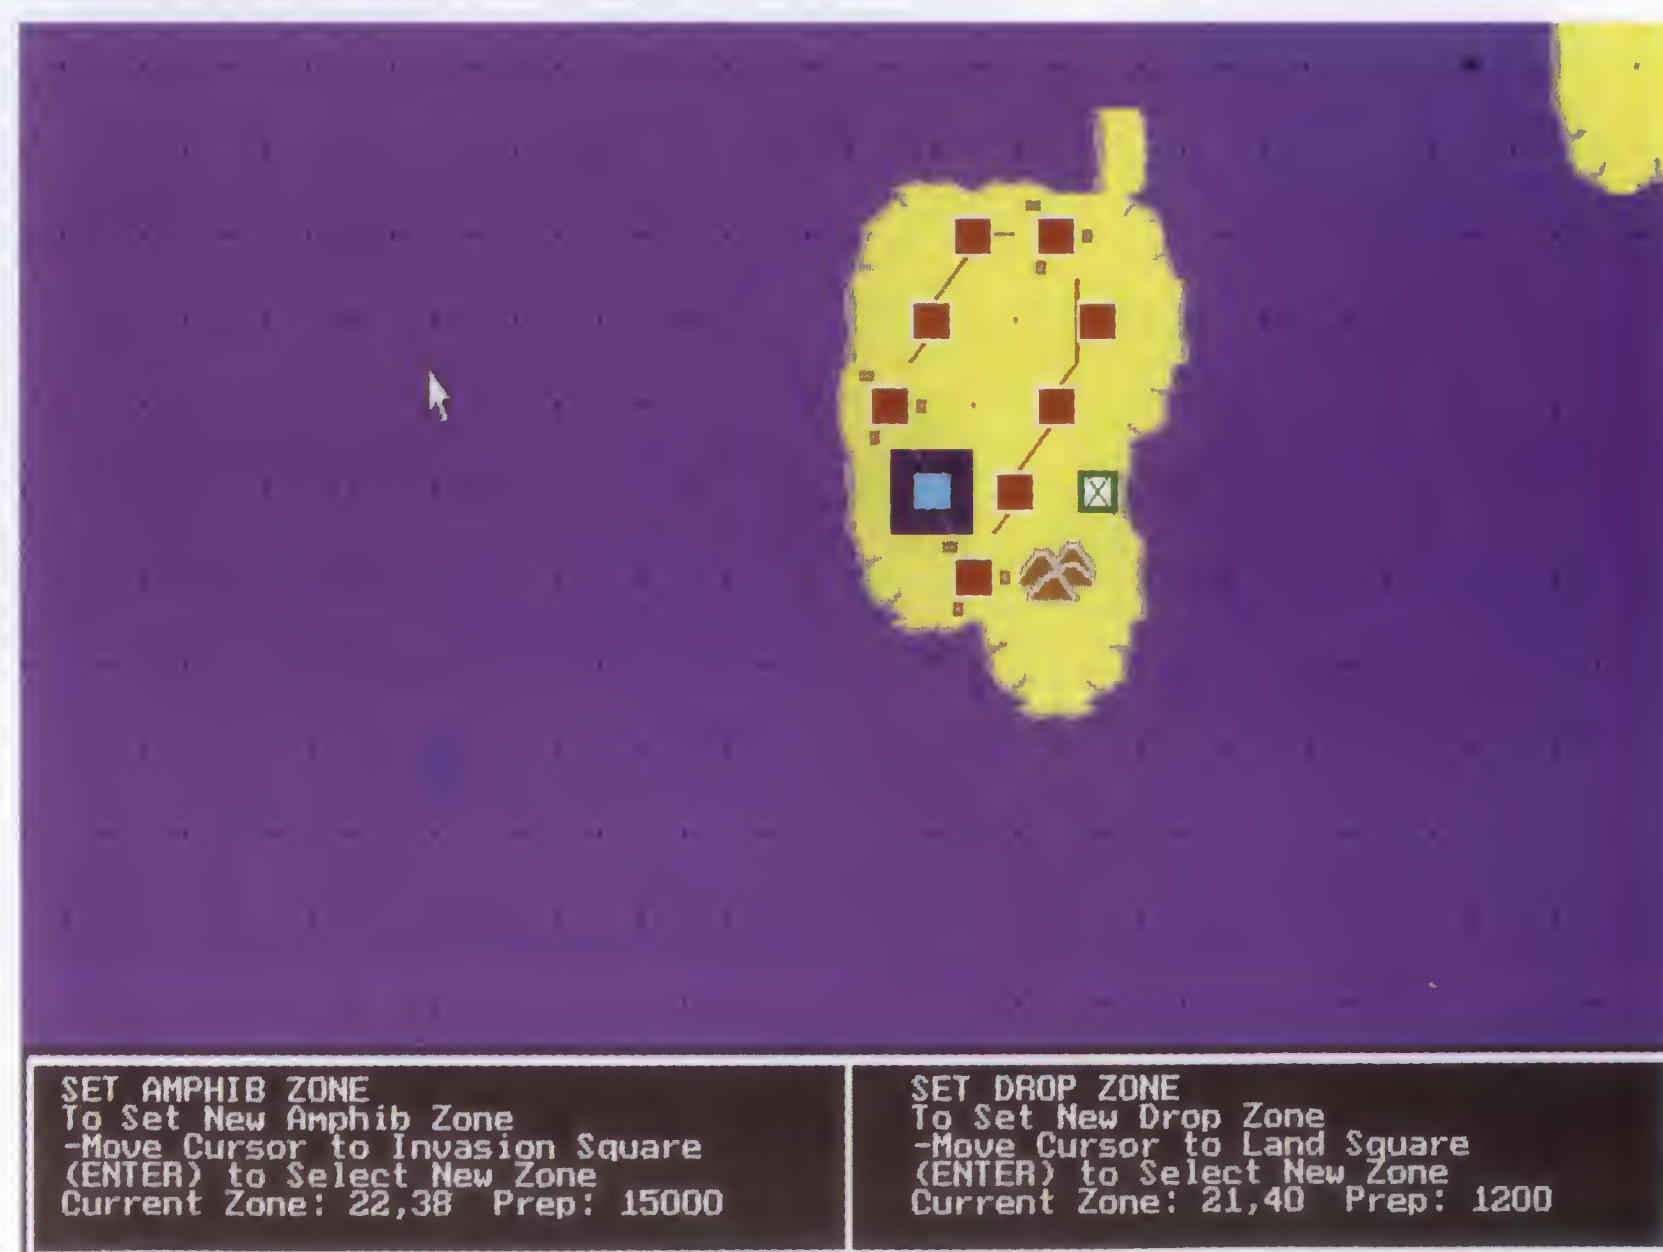 SET AMPHIB ZONE
To Set New Amphib Zone
-Move Cursor to Invasion Square
(ENTER) to Select New Zone
Current Zone: 22,38 Prep: 15000
SET DROP ZONE
To Set New Drop Zone
-Move Cursor to Land Square
(ENTER) to Select New Zone
Current Zone: 21,40 Prep: 1200